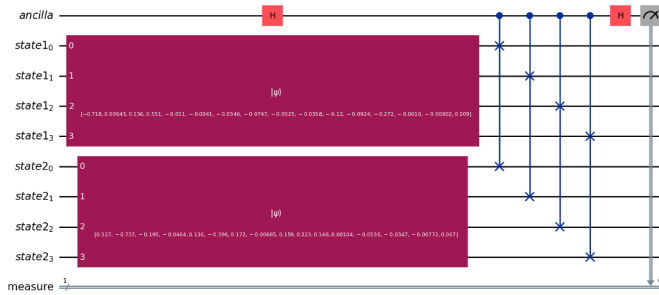 ancilla
H
H
state1₀
0
state1₁
1
|ψ⟩
state1₂
2
[−0.718, 0.00643, 0.136, 0.551, −0.011, −0.0841, −0.0346, −0.0747, −0.0525, −0.0358, −0.12, −0.0924, −0.272, −0.0616, −0.00802, 0.209]
state1₃
3
state2₀
0
state2₁
1
|ψ⟩
state2₂
2
[0.327, −0.737, −0.195, −0.0464, 0.136, −0.396, 0.172, −0.00665, 0.159, 0.223, 0.146, 0.00104, −0.0536, −0.0347, −0.00772, 0.067]
state2₃
3
measure
1